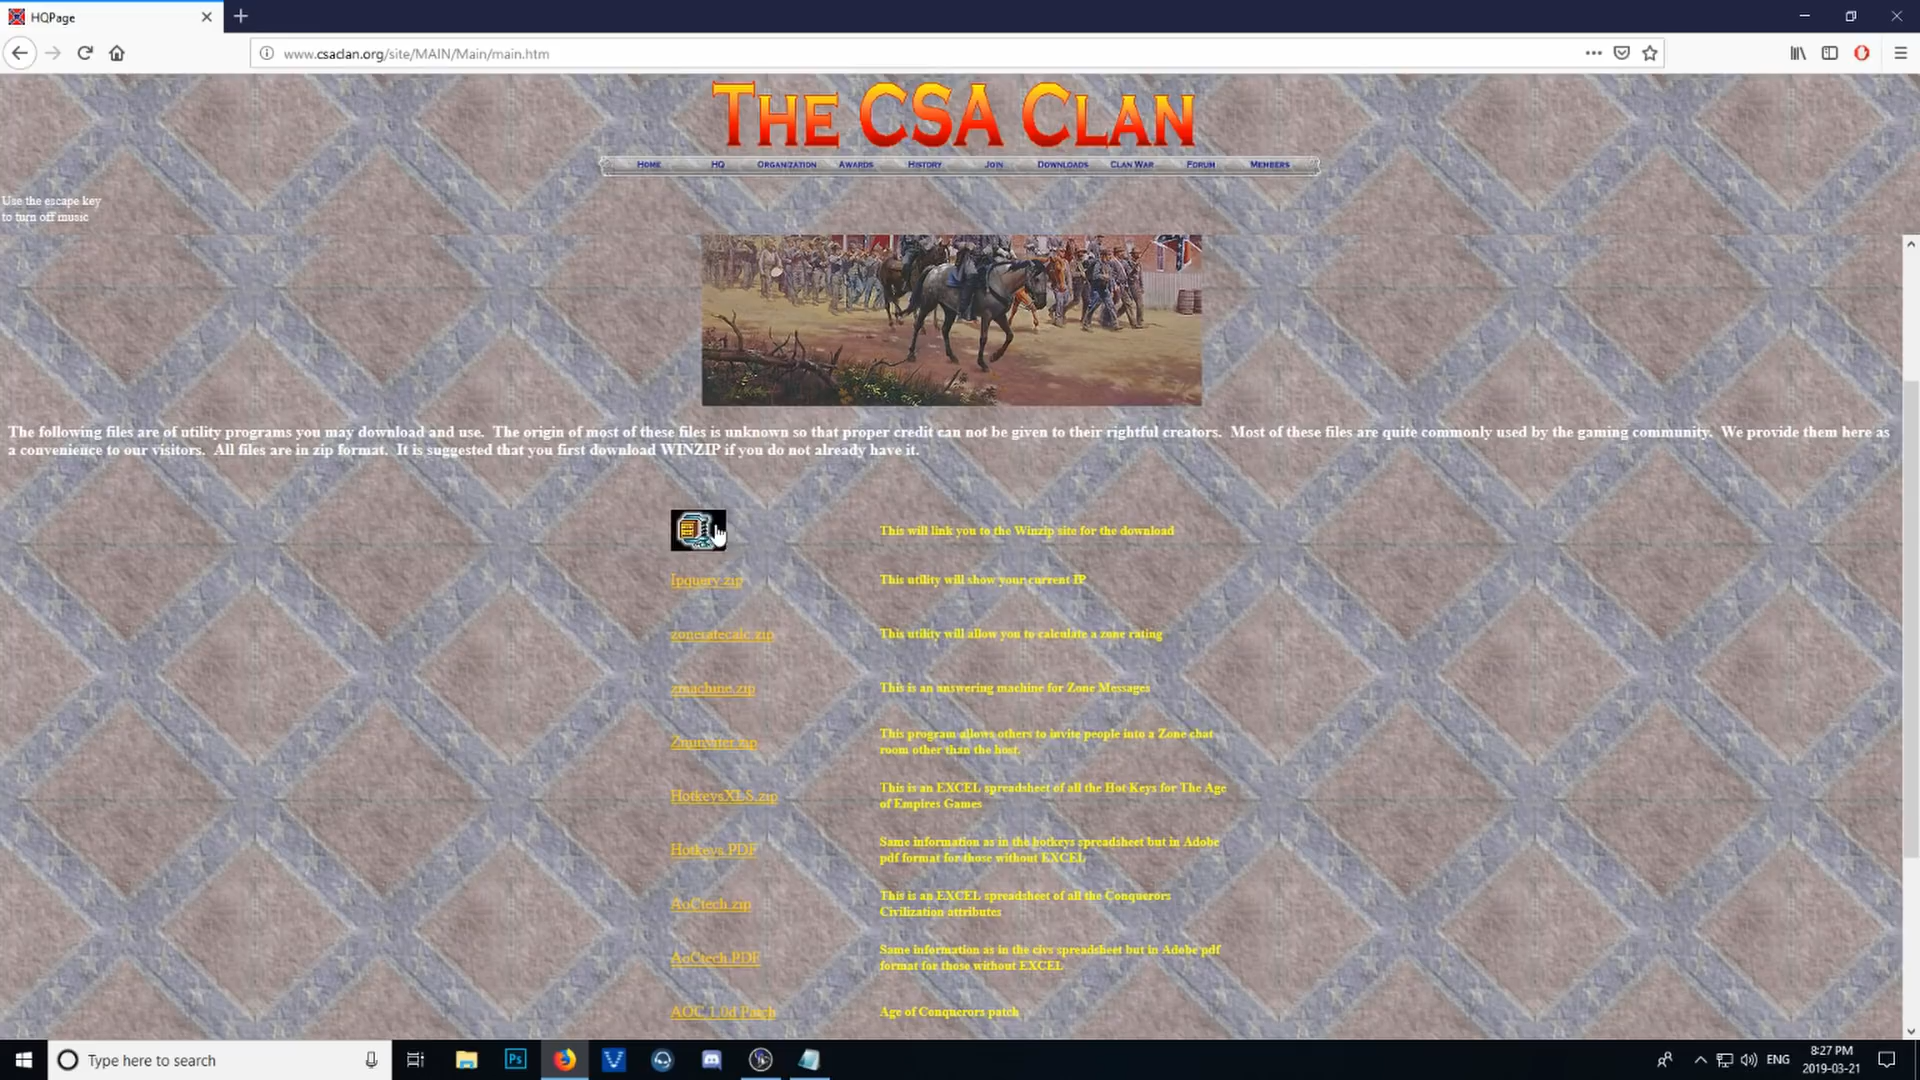 HQPage
www.csaclan.org/site/MAIN/Main/main.htm
THE CSA CLAN
HOME HQ ORGANIZATION AWARDS HISTORY JOIN DOWNLOADS CLAN WAR FORUM MEMBERS
Use the escape key
to turn off music
The following files are of utility programs you may download and use. The origin of most of these files is unknown so that proper credit can not be given to their rightful creators. Most of these files are quite commonly used by the gaming community. We provide them here as
a convenience to our visitors. All files are in zip format. It is suggested that you first download WINZIP if you do not already have it.
This will link you to the Winzip site for the download
Ipquery.zip This utility will show your current IP
zoneratecalc.zip This utility will allow you to calculate a zone rating
zmachine.zip This is an answering machine for Zone Messages
This program allows others to invite people into a Zone chat
room other than the host.
HotkeysXLS.zip This is an EXCEL spreadsheet of all the Hot Keys for The Age
of Empires Games
Hotkeys.PDF Same information as in the hotkeys spreadsheet but in Adobe
pdf format for those without EXCEL
AoCtech.zip This is an EXCEL spreadsheet of all the Conquerors
Civilization attributes
AoCtech.PDF Same information as in the civs spreadsheet but in Adobe pdf
format for those without EXCEL
AOC 1.0d Patch Age of Conquerors patch
Type here to search
Ps
ENG
8:27 PM
2019-03-21